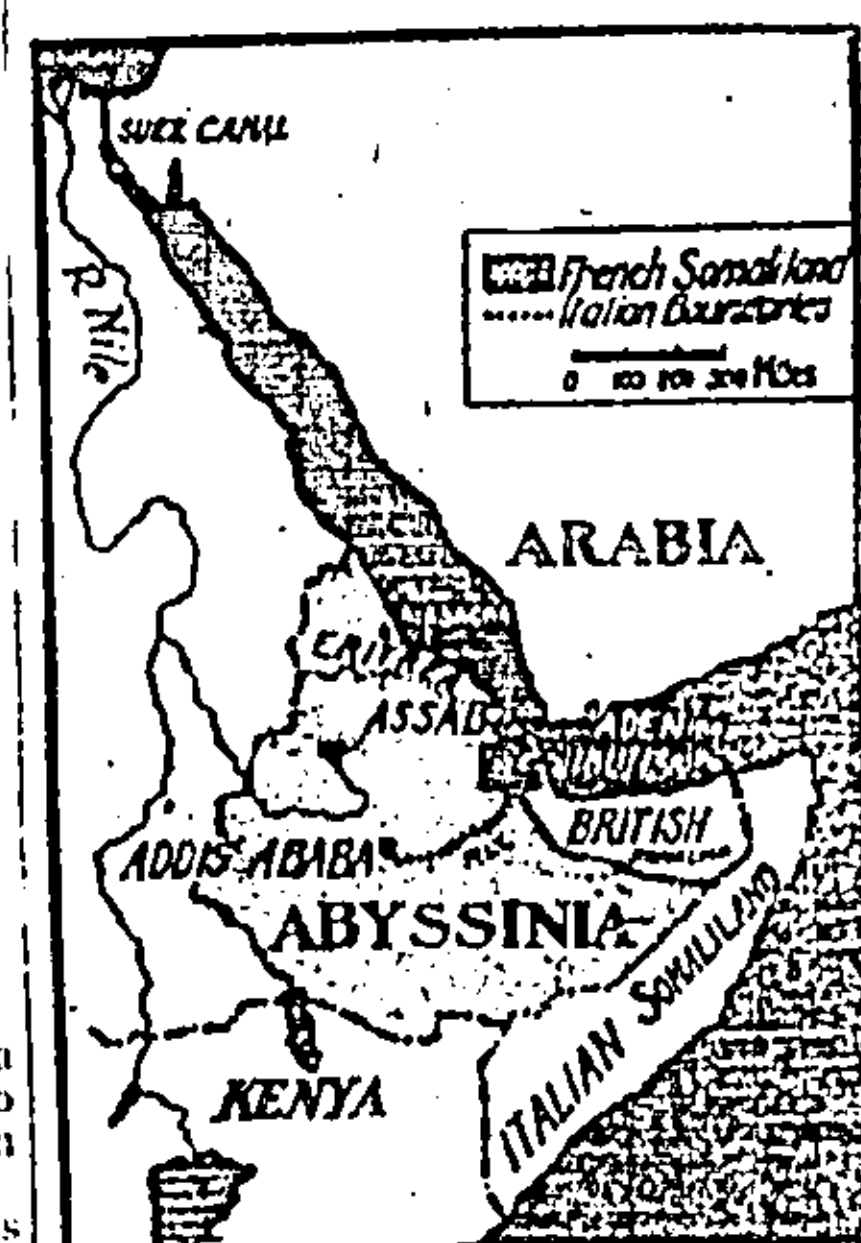 SUEZ CANAL
French Somaliland
Italian Boundaries
0 100 200 300 Miles
R. Nile
ARABIA
ERITREA
ASSAB
ADEN
BRITISH
ADDIS ABABA
ABYSSINIA
ITALIAN SOMALILAND
KENYA